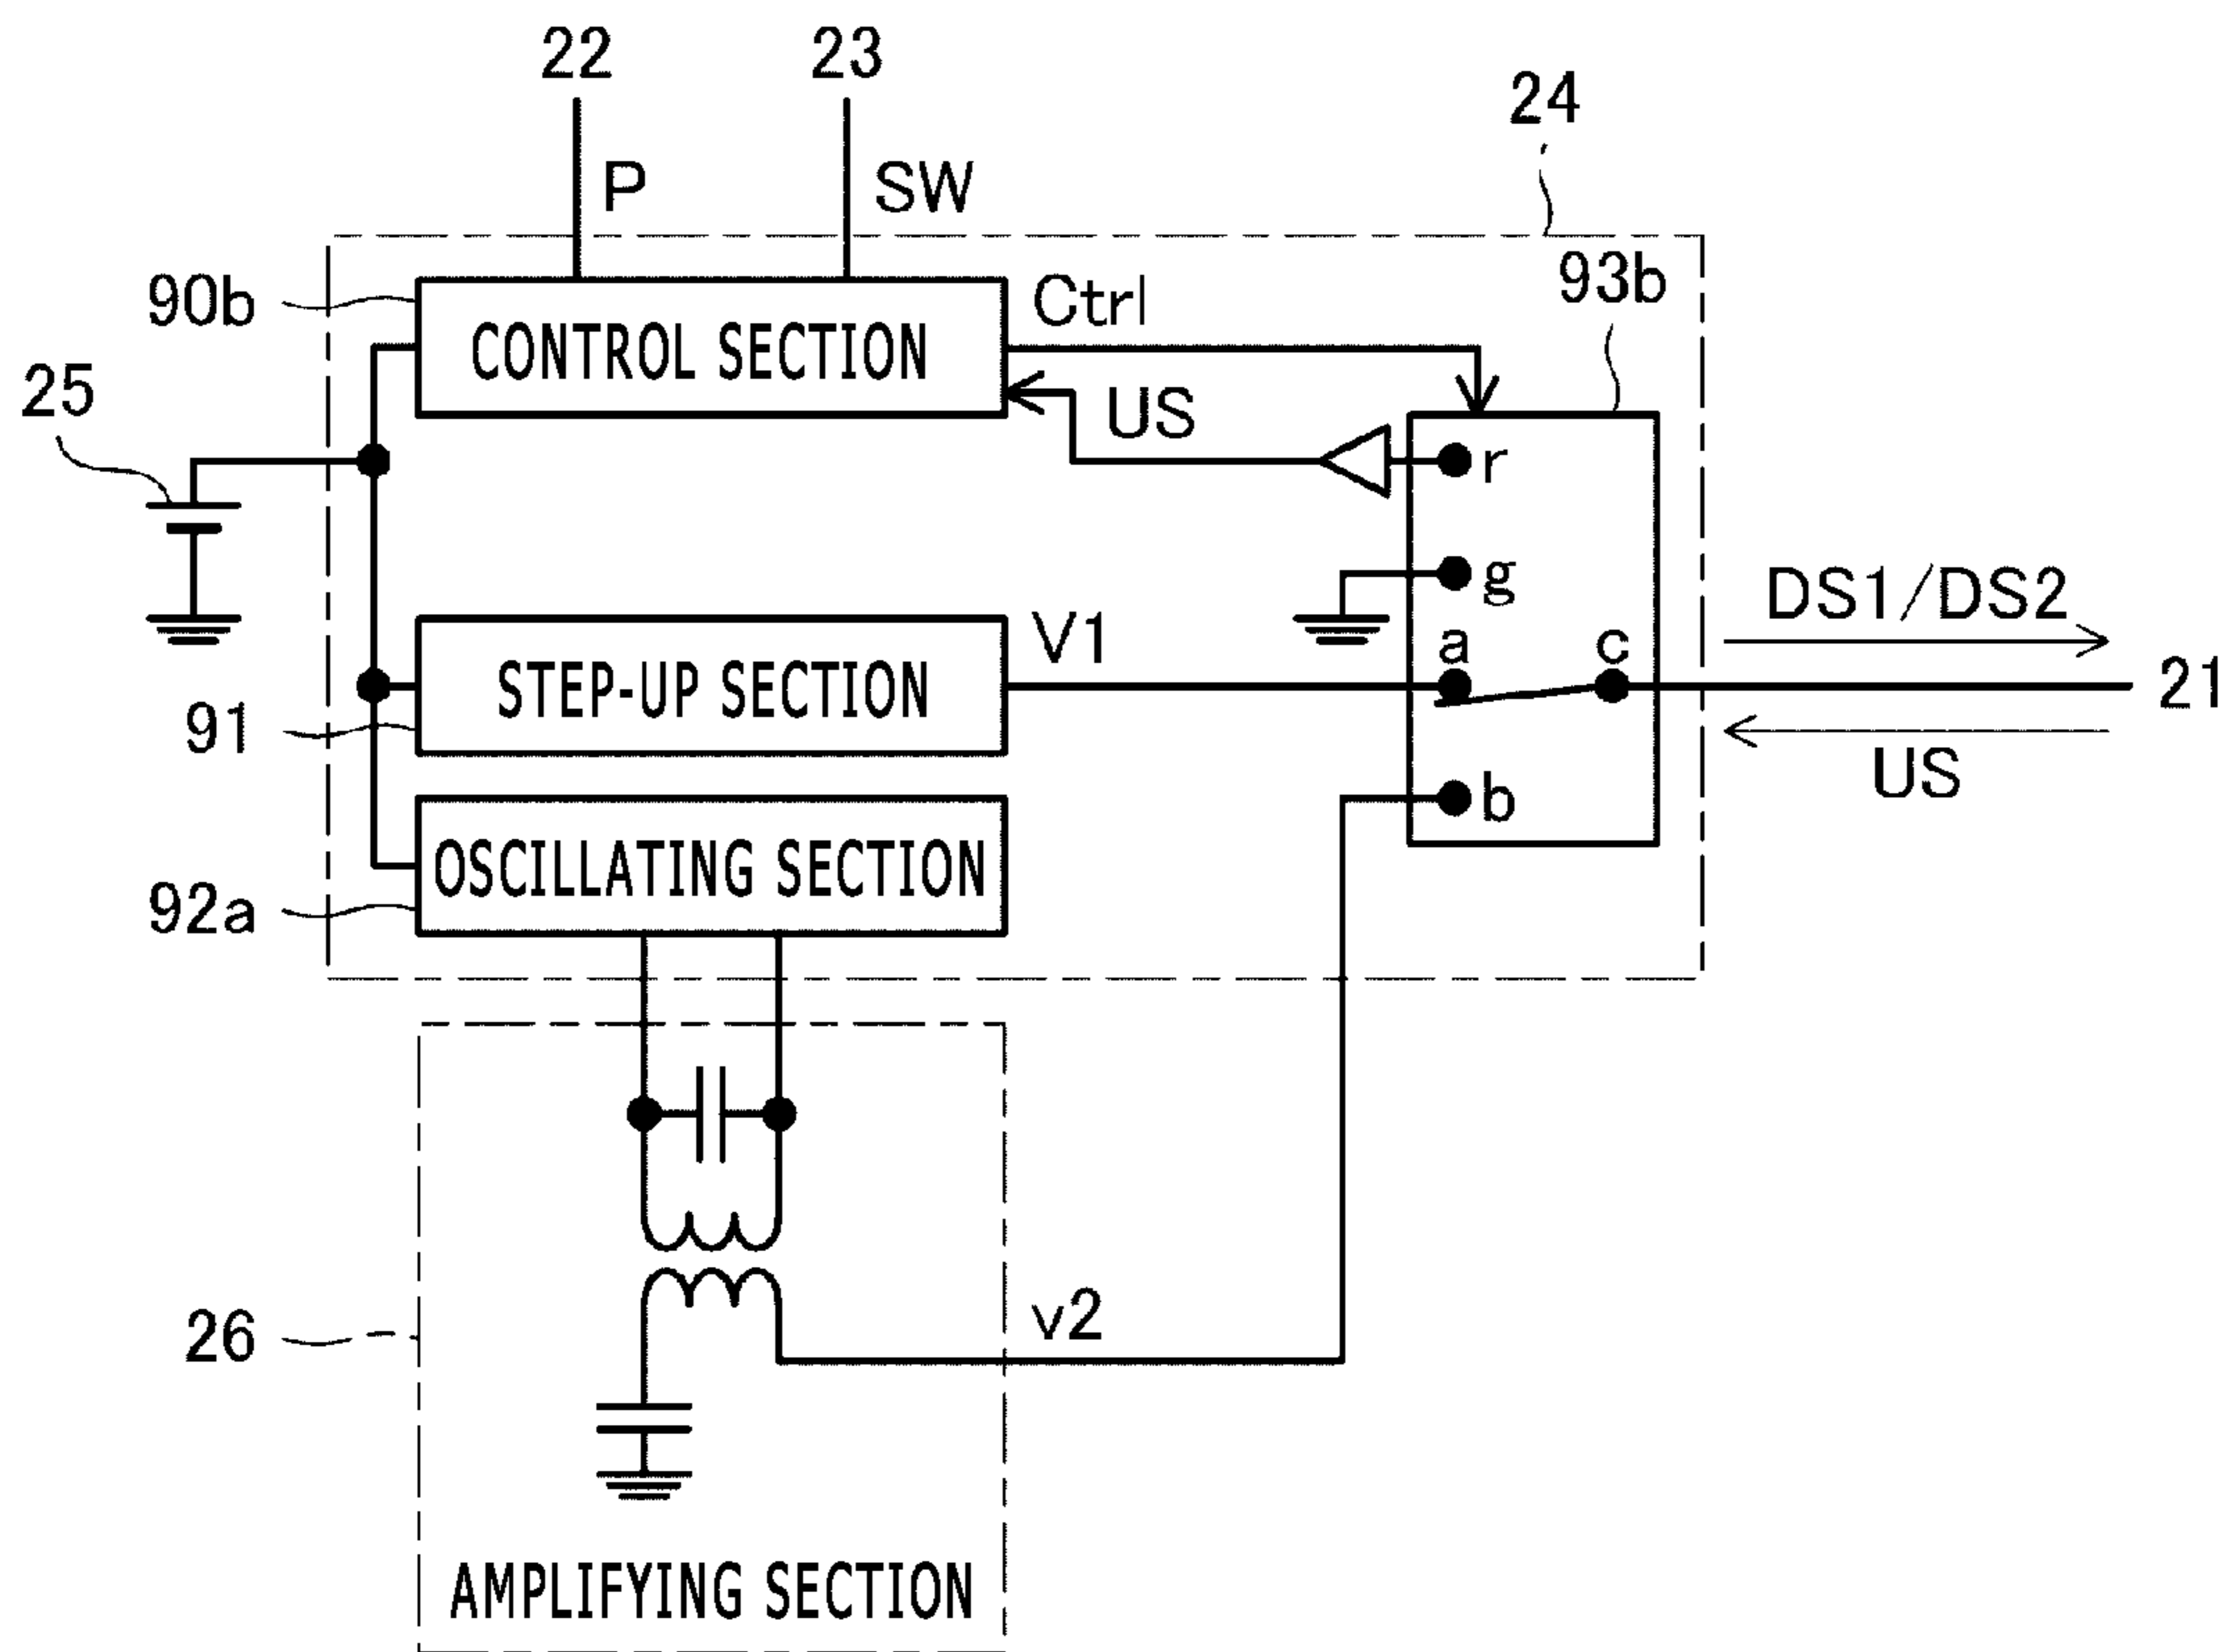 22
23
24
P
SW
90b
CONTROL SECTION
Ctrl
93b
25
US
r
g
DS1/DS2
V1
a
c
21
91
STEP-UP SECTION
US
b
92a
OSCILLATING SECTION
26
v2
AMPLIFYING SECTION